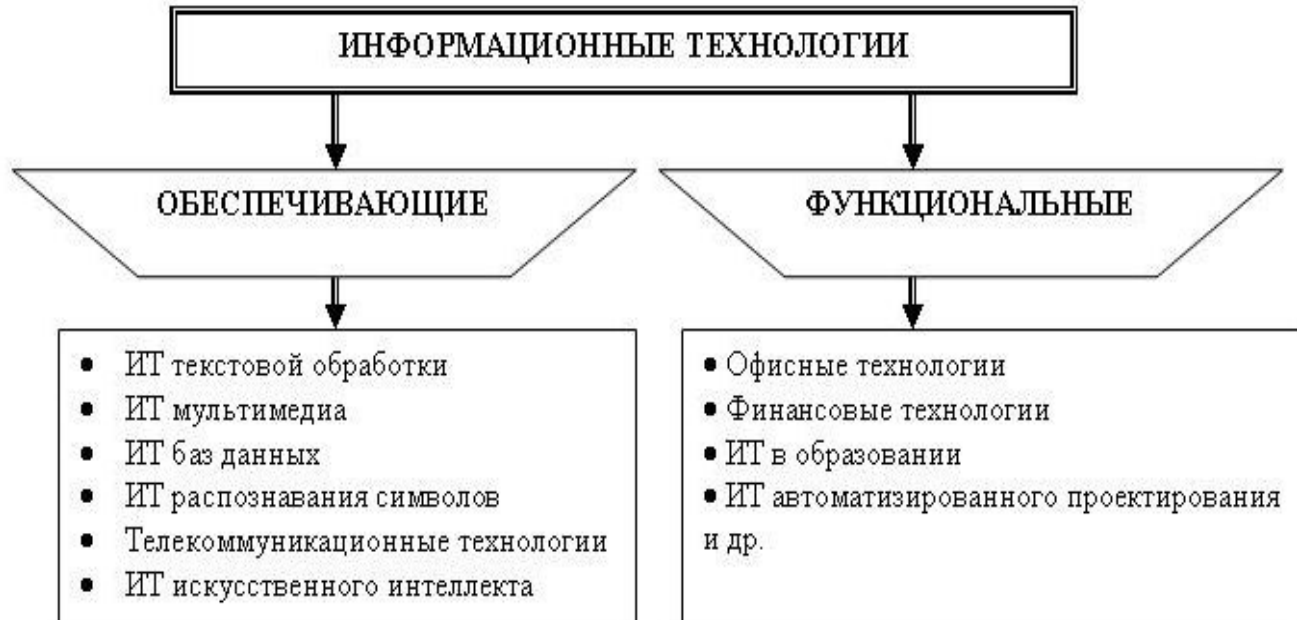 ИНФОРМАЦИОННЫЕ ТЕХНОЛОГИИ
ОБЕСПЕЧИВАЮЩИЕ
• ИТ текстовой обработки
• ИТ мультимедиа
• ИТ баз данных
• ИТ распознавания символов
• Телекоммуникационные технологии
• ИТ искусственного интеллекта
ФУНКЦИОНАЛЬНЫЕ
• Офисные технологии
• Финансовые технологии
• ИТ в образовании
• ИТ автоматизированного проектирования
и др.